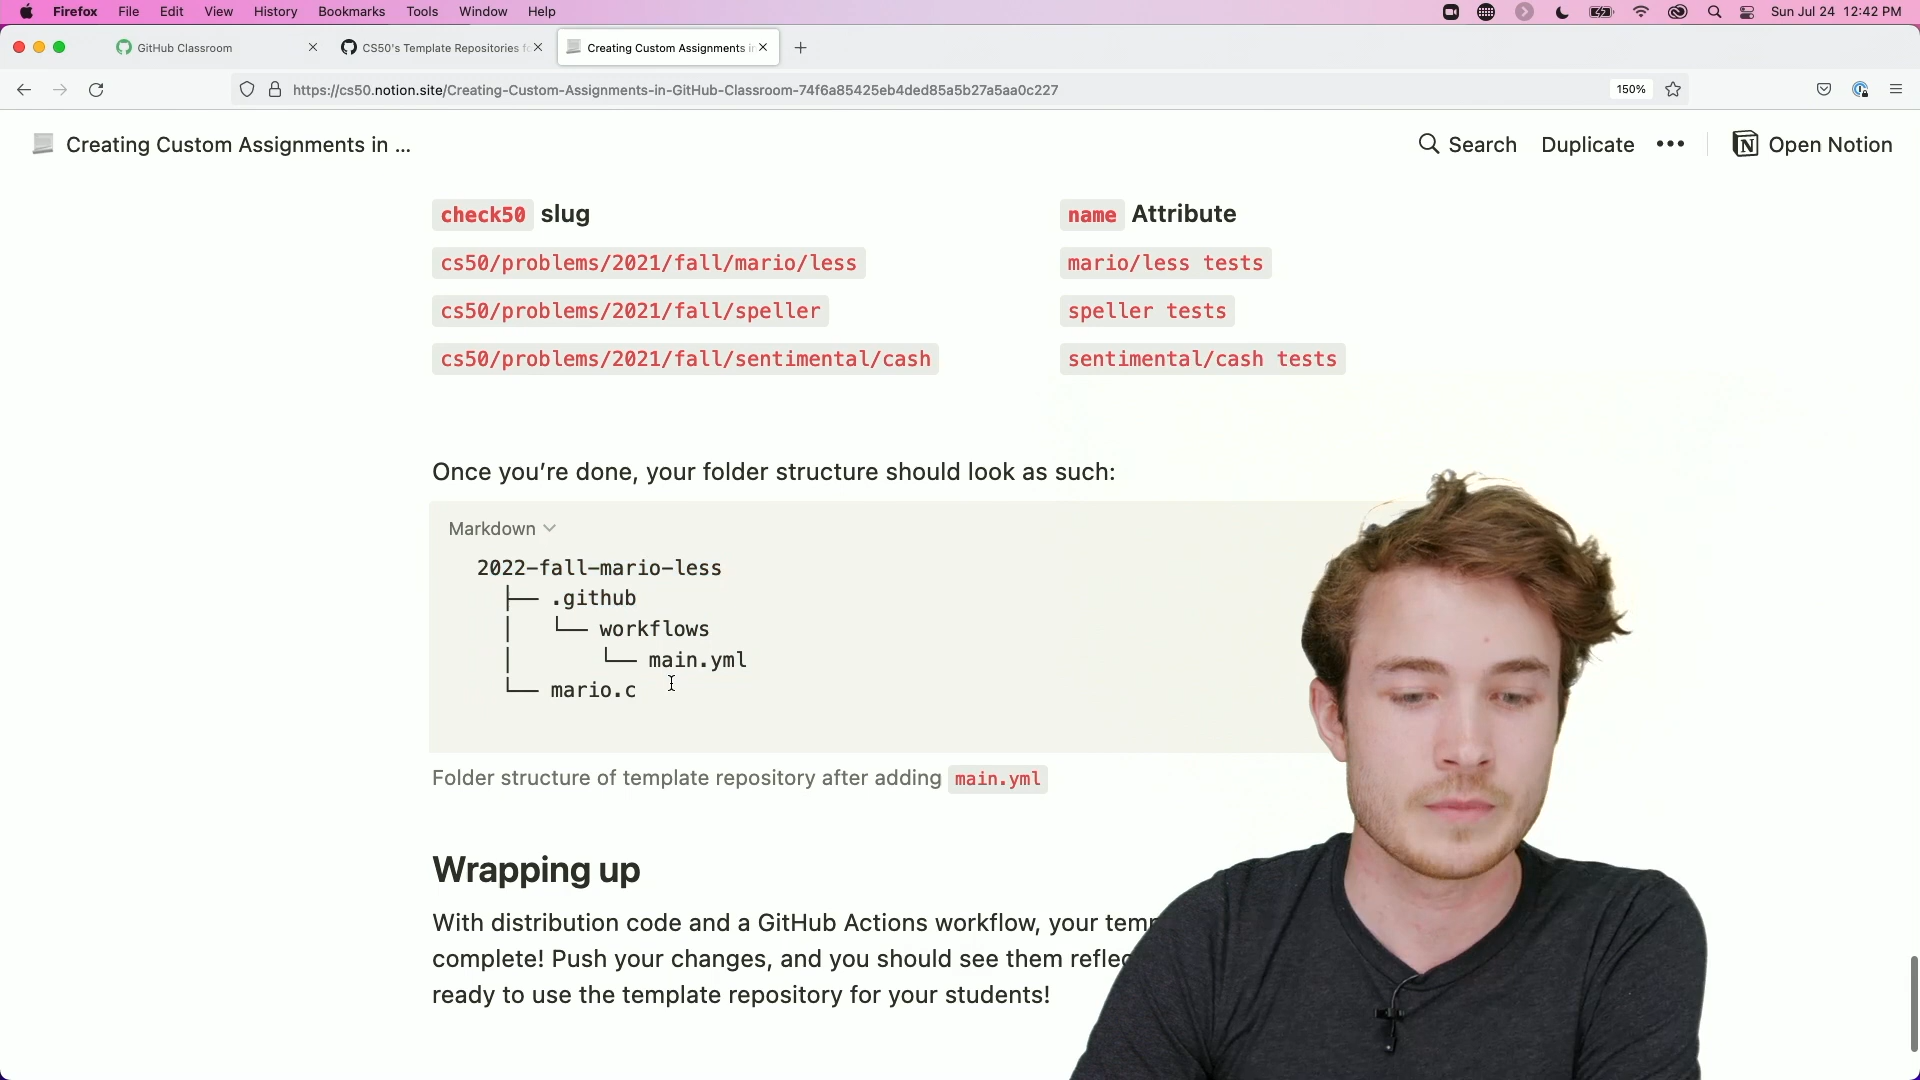 Firefox File Edit View History Bookmarks Tools Window Help Sun Jul 24 12:42 PM
GitHub Classroom CS50's Template Repositories fo Creating Custom Assignments i
https://cs50.notion.site/Creating-Custom-Assignments-in-GitHub-Classroom-74f6a85425eb4ded85a5b27a5aa0c227 150%
Creating Custom Assignments in ... Search Duplicate ••• Open Notion
check50 slug name Attribute
cs50/problems/2021/fall/mario/less mario/less tests
cs50/problems/2021/fall/speller speller tests
cs50/problems/2021/fall/sentimental/cash sentimental/cash tests
Once you're done, your folder structure should look as such:
Markdown
2022-fall-mario-less
├── .github
│   └── workflows
│       └── main.yml
└── mario.c
Folder structure of template repository after adding main.yml
Wrapping up
With distribution code and a GitHub Actions workflow, your temp
complete! Push your changes, and you should see them reflec
ready to use the template repository for your students!